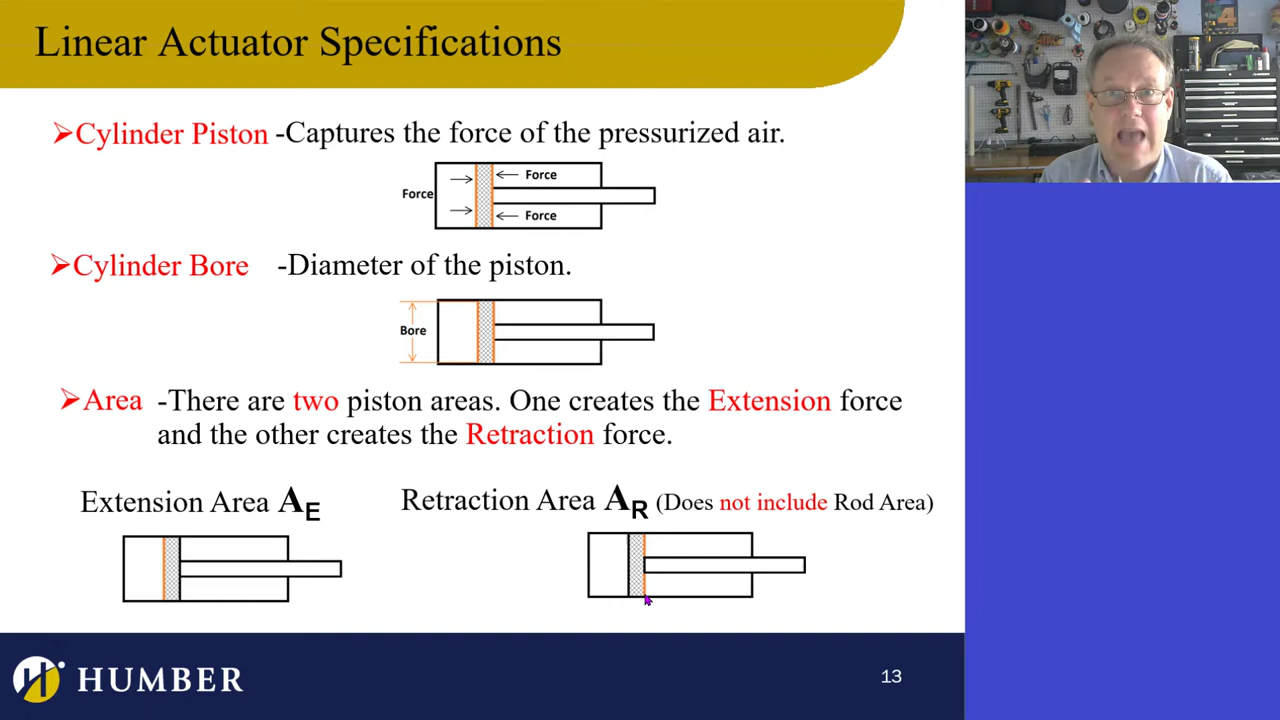 Linear Actuator Specifications
➢Cylinder Piston -Captures the force of the pressurized air.
Force
Force
Force
➢Cylinder Bore -Diameter of the piston.
Bore
➢Area -There are two piston areas. One creates the Extension force
and the other creates the Retraction force.
Extension Area AE
Retraction Area AR (Does not include Rod Area)
HUMBER
13